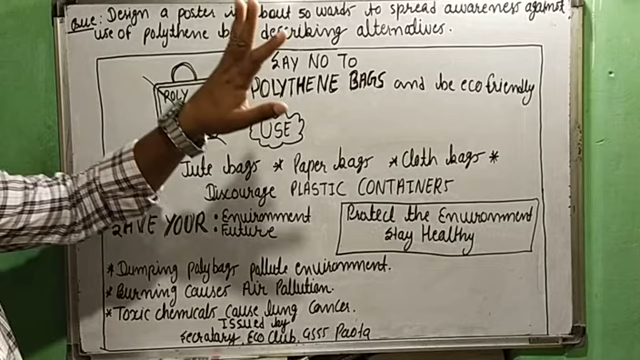 Que: Design a poster in about 50 words to spread awareness against
use of polythene describing alternatives.
SAY NO TO
POLY
POLYTHENE BAGS and be eco friendly
USE
Jute bags * Paper bags * Cloth bags *
Discourage PLASTIC CONTAINERS
SAVE YOUR : Environment
: Future
Protect the Environment
Stay Healthy
* Dumping polybags pollute environment.
* Burning causes Air Pollution.
* Toxic chemicals cause lung cancer.
Issued by
Secratary, Eco Club, GSSS Paota